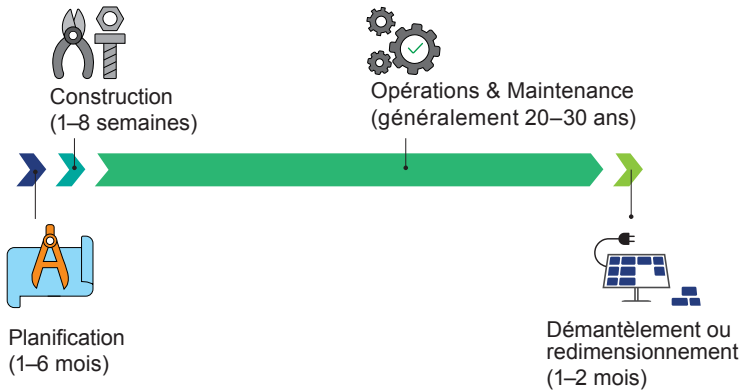 Construction
(1–8 semaines)
Opérations & Maintenance
(généralement 20–30 ans)
Planification
(1–6 mois)
Démantèlement ou
redimensionnement
(1–2 mois)